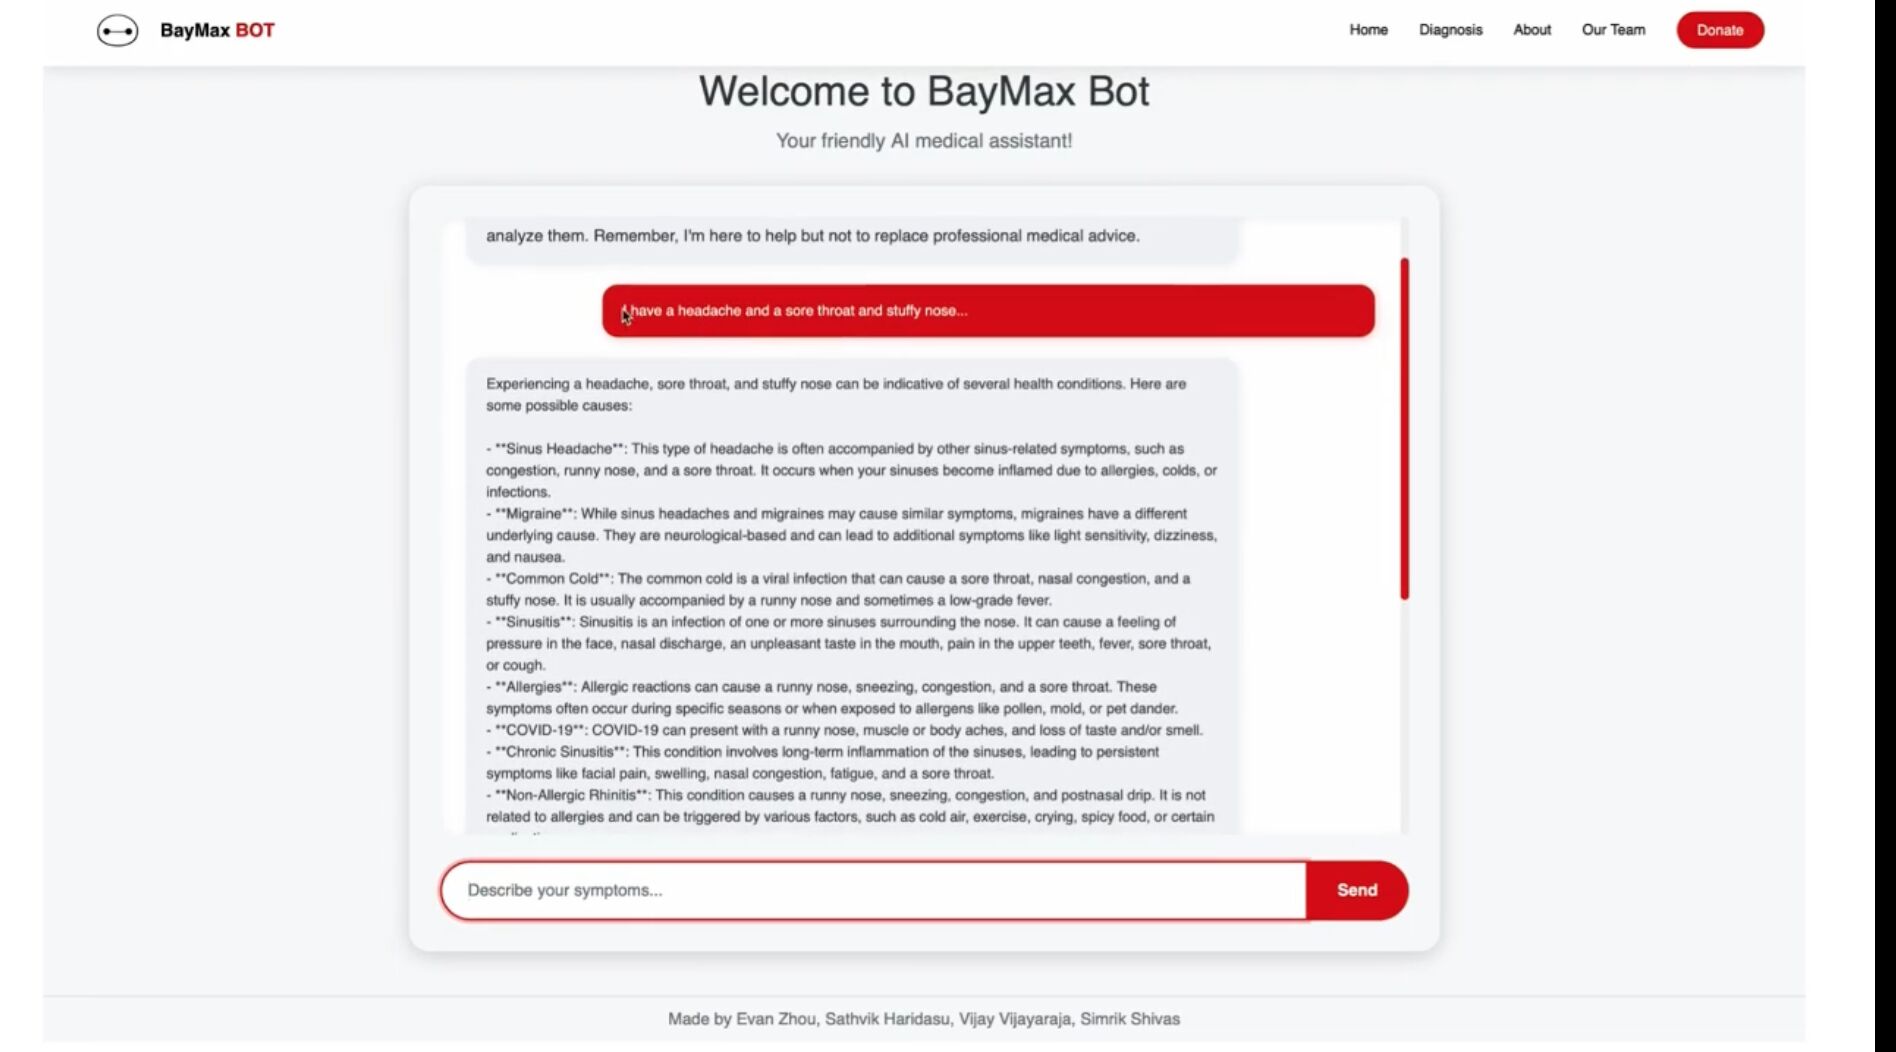 BayMax BOT
Home
Diagnosis
About
Our Team
Donate
Welcome to BayMax Bot
Your friendly AI medical assistant!
analyze them. Remember, I'm here to help but not to replace professional medical advice.
I have a headache and a sore throat and stuffy nose...
Experiencing a headache, sore throat, and stuffy nose can be indicative of several health conditions. Here are
some possible causes:
- **Sinus Headache**: This type of headache is often accompanied by other sinus-related symptoms, such as
congestion, runny nose, and a sore throat. It occurs when your sinuses become inflamed due to allergies, colds, or
infections.
- **Migraine**: While sinus headaches and migraines may cause similar symptoms, migraines have a different
underlying cause. They are neurological-based and can lead to additional symptoms like light sensitivity, dizziness,
and nausea.
- **Common Cold**: The common cold is a viral infection that can cause a sore throat, nasal congestion, and a
stuffy nose. It is usually accompanied by a runny nose and sometimes a low-grade fever.
- **Sinusitis**: Sinusitis is an infection of one or more sinuses surrounding the nose. It can cause a feeling of
pressure in the face, nasal discharge, an unpleasant taste in the mouth, pain in the upper teeth, fever, sore throat,
or cough.
- **Allergies**: Allergic reactions can cause a runny nose, sneezing, congestion, and a sore throat. These
symptoms often occur during specific seasons or when exposed to allergens like pollen, mold, or pet dander.
- **COVID-19**: COVID-19 can present with a runny nose, muscle or body aches, and loss of taste and/or smell.
- **Chronic Sinusitis**: This condition involves long-term inflammation of the sinuses, leading to persistent
symptoms like facial pain, swelling, nasal congestion, fatigue, and a sore throat.
- **Non-Allergic Rhinitis**: This condition causes a runny nose, sneezing, congestion, and postnasal drip. It is not
related to allergies and can be triggered by various factors, such as cold air, exercise, crying, spicy food, or certain
Describe your symptoms...
Send
Made by Evan Zhou, Sathvik Haridasu, Vijay Vijayaraja, Simrik Shivas